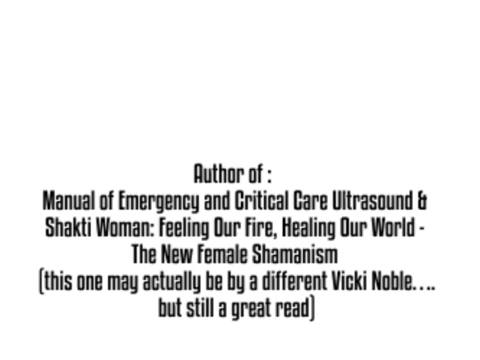 Author of :
Manual of Emergency and Critical Care Ultrasound &
Shakti Woman: Feeling Our Fire, Healing Our World -
The New Female Shamanism
(this one may actually be by a different Vicki Noble. . . .
but still a great read)